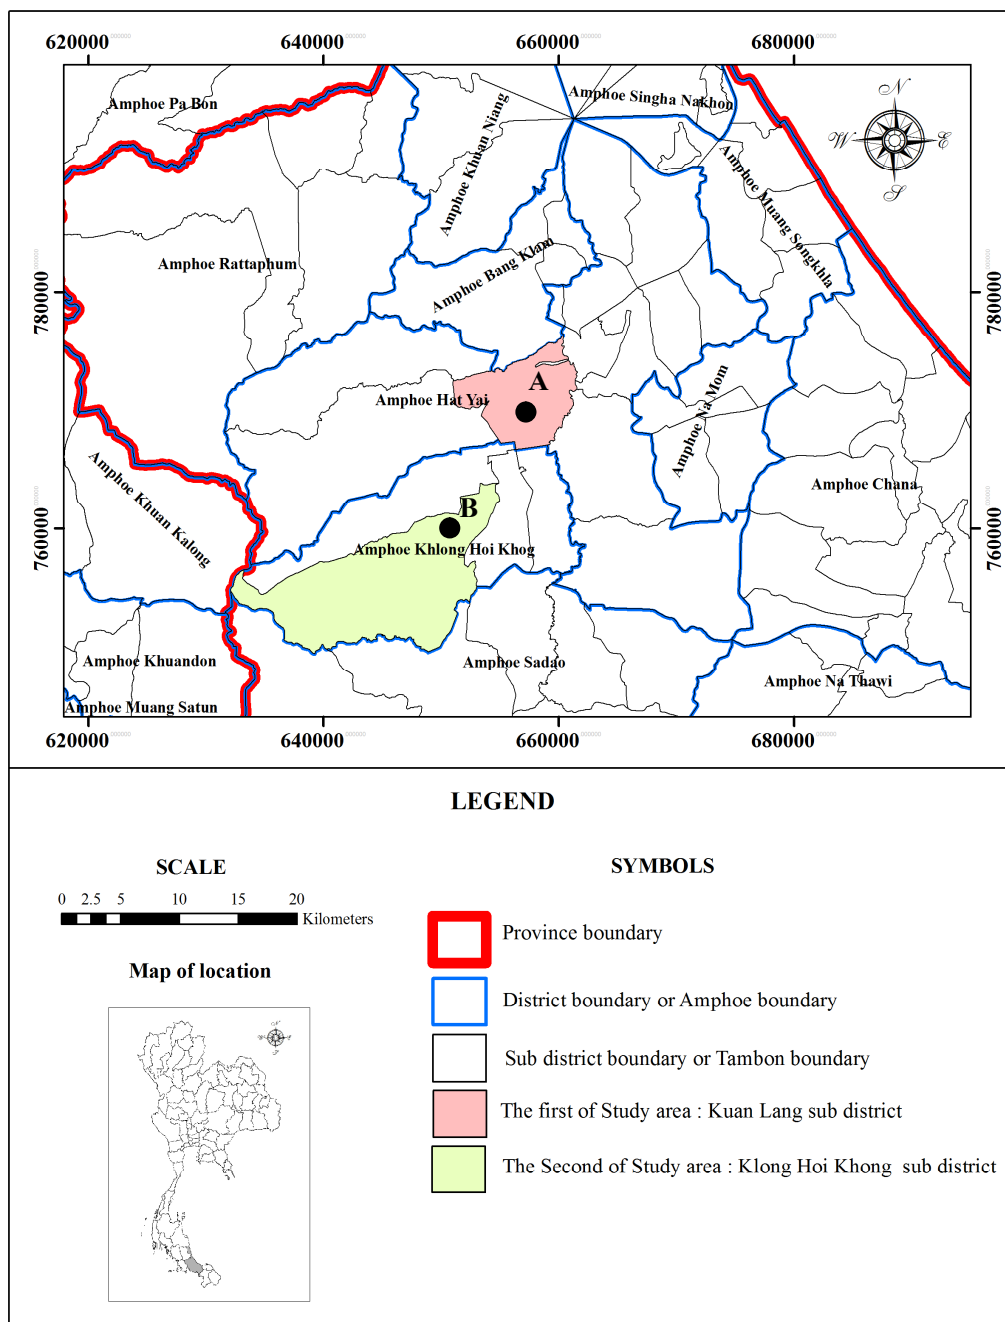 620000 640000 660000 680000
Amphoe Pa Bon
Amphoe Singha Nakhon
Amphoe Khuan Niang
Amphoe Muang Songkhla
N
W E
S
Amphoe Rattaphum
Amphoe Bang Klam
780000
780000
A
Amphoe Hat Yai
Amphoe Na Mom
Amphoe Khuan Kalong
Amphoe Chana
B
760000
760000
Amphoe Khlong Hoi Khog
Amphoe Khuandon
Amphoe Sadao
Amphoe Na Thawi
Amphoe Muang Satun
620000 640000 660000 680000
LEGEND
SCALE
0 2.5 5 10 15 20
Kilometers
Map of location
SYMBOLS
Province boundary
District boundary or Amphoe boundary
Sub district boundary or Tambon boundary
The first of Study area : Kuan Lang sub district
The Second of Study area : Klong Hoi Khong sub district